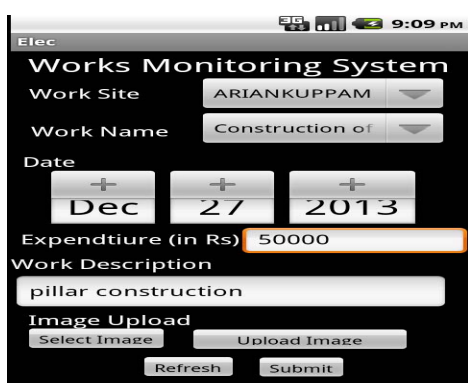 3G 9:09 PM
Elec
Works Monitoring System
Work Site ARIANKUPPAM
Work Name Construction of
Date
+ + +
Dec 27 2013
Expendtiure (in Rs) 50000
Work Description
pillar construction
Image Upload
Select Image Upload Image
Refresh Submit